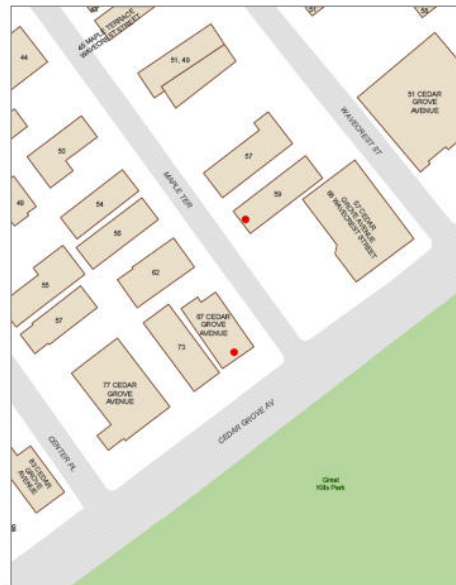 45 MAPLE TERRACE
WAVECREST STREET
44
51, 49
51 CEDAR
GROVE
AVENUE
WAVECREST ST
50
57
MAPLE TER
59
49
54
56
57 CEDAR
GROVE AVENUE
66 WAVECREST STREET
62
55
57
67 CEDAR
GROVE
AVENUE
73
77 CEDAR
GROVE
AVENUE
CEDAR GROVE AV
CENTER PL
83 CEDAR
GROVE
AVENUE
Great
Kills Park